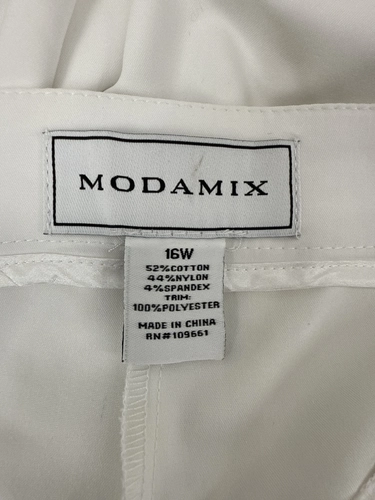 MODAMIX
16W
52%COTTON
44%NYLON
4%SPANDEX
TRIM:
100%POLYESTER
MADE IN CHINA
RN#109661